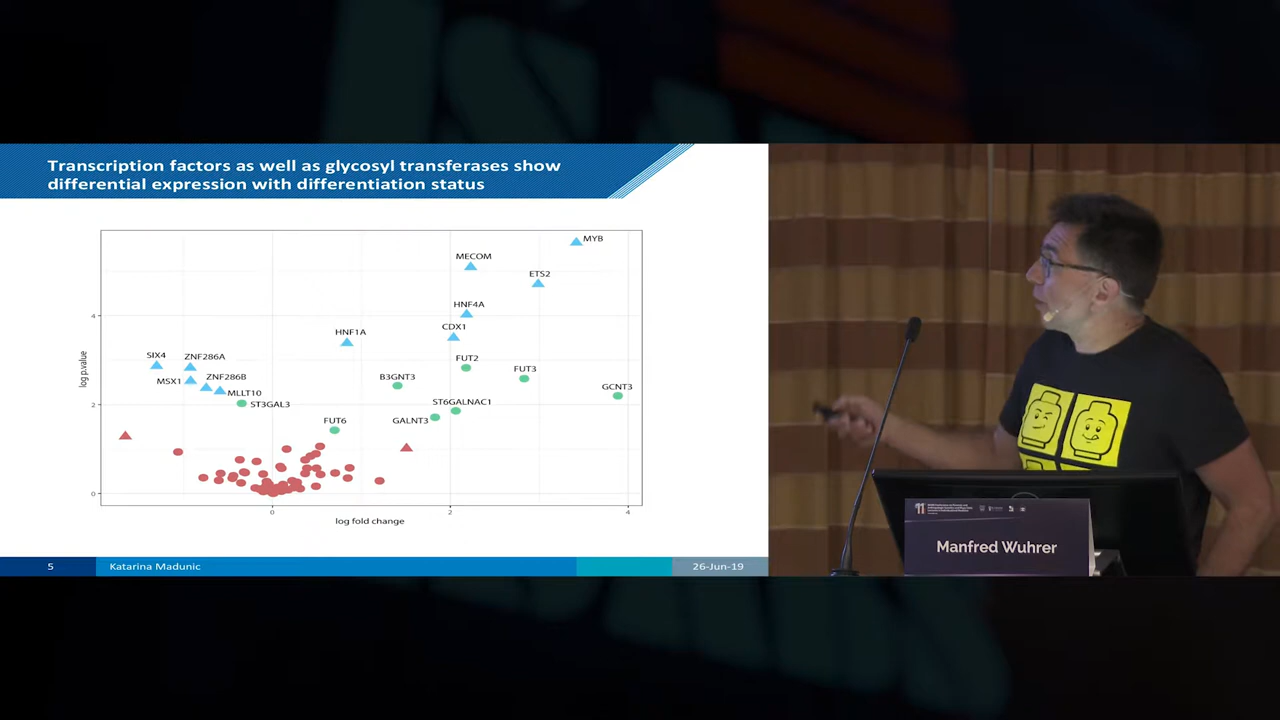 Transcription factors as well as glycosyl transferases show
differential expression with differentiation status
MYB
MECOM
ETS2
HNF4A
CDX1
HNF1A
SIX4
ZNF286A
FUT2
FUT3
MSX1
ZNF286B
B3GNT3
GCNT3
MLLT10
ST3GAL3
ST6GALNAC1
FUT6
GALNT3
4
2
0
log p.value
0
2
4
log fold change
5
Katarina Madunic
26-Jun-19
11
Manfred Wuhrer